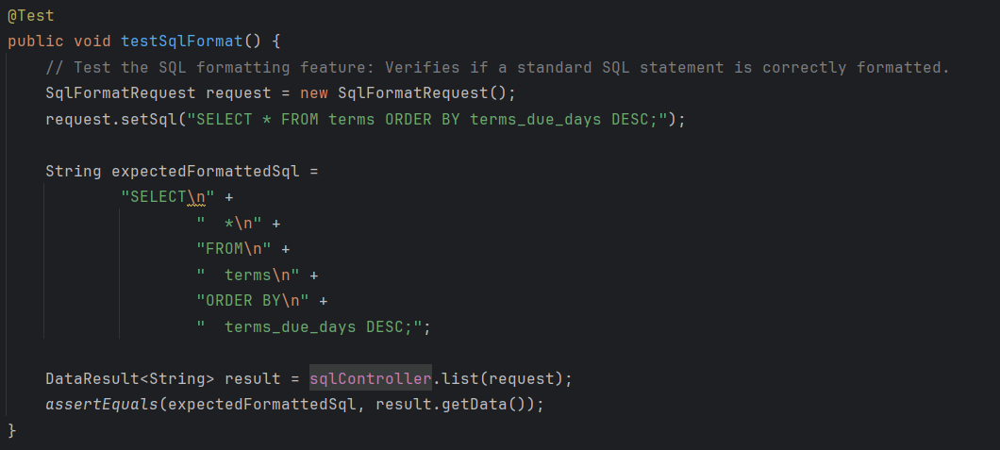 @Test
public void testSqlFormat() {
    // Test the SQL formatting feature: Verifies if a standard SQL statement is correctly formatted.
    SqlFormatRequest request = new SqlFormatRequest();
    request.setSql("SELECT * FROM terms ORDER BY terms_due_days DESC;");

    String expectedFormattedSql =
            "SELECT\n" +
                    "  *\n" +
                    "FROM\n" +
                    "  terms\n" +
                    "ORDER BY\n" +
                    "  terms_due_days DESC;";

    DataResult<String> result = sqlController.list(request);
    assertEquals(expectedFormattedSql, result.getData());
}